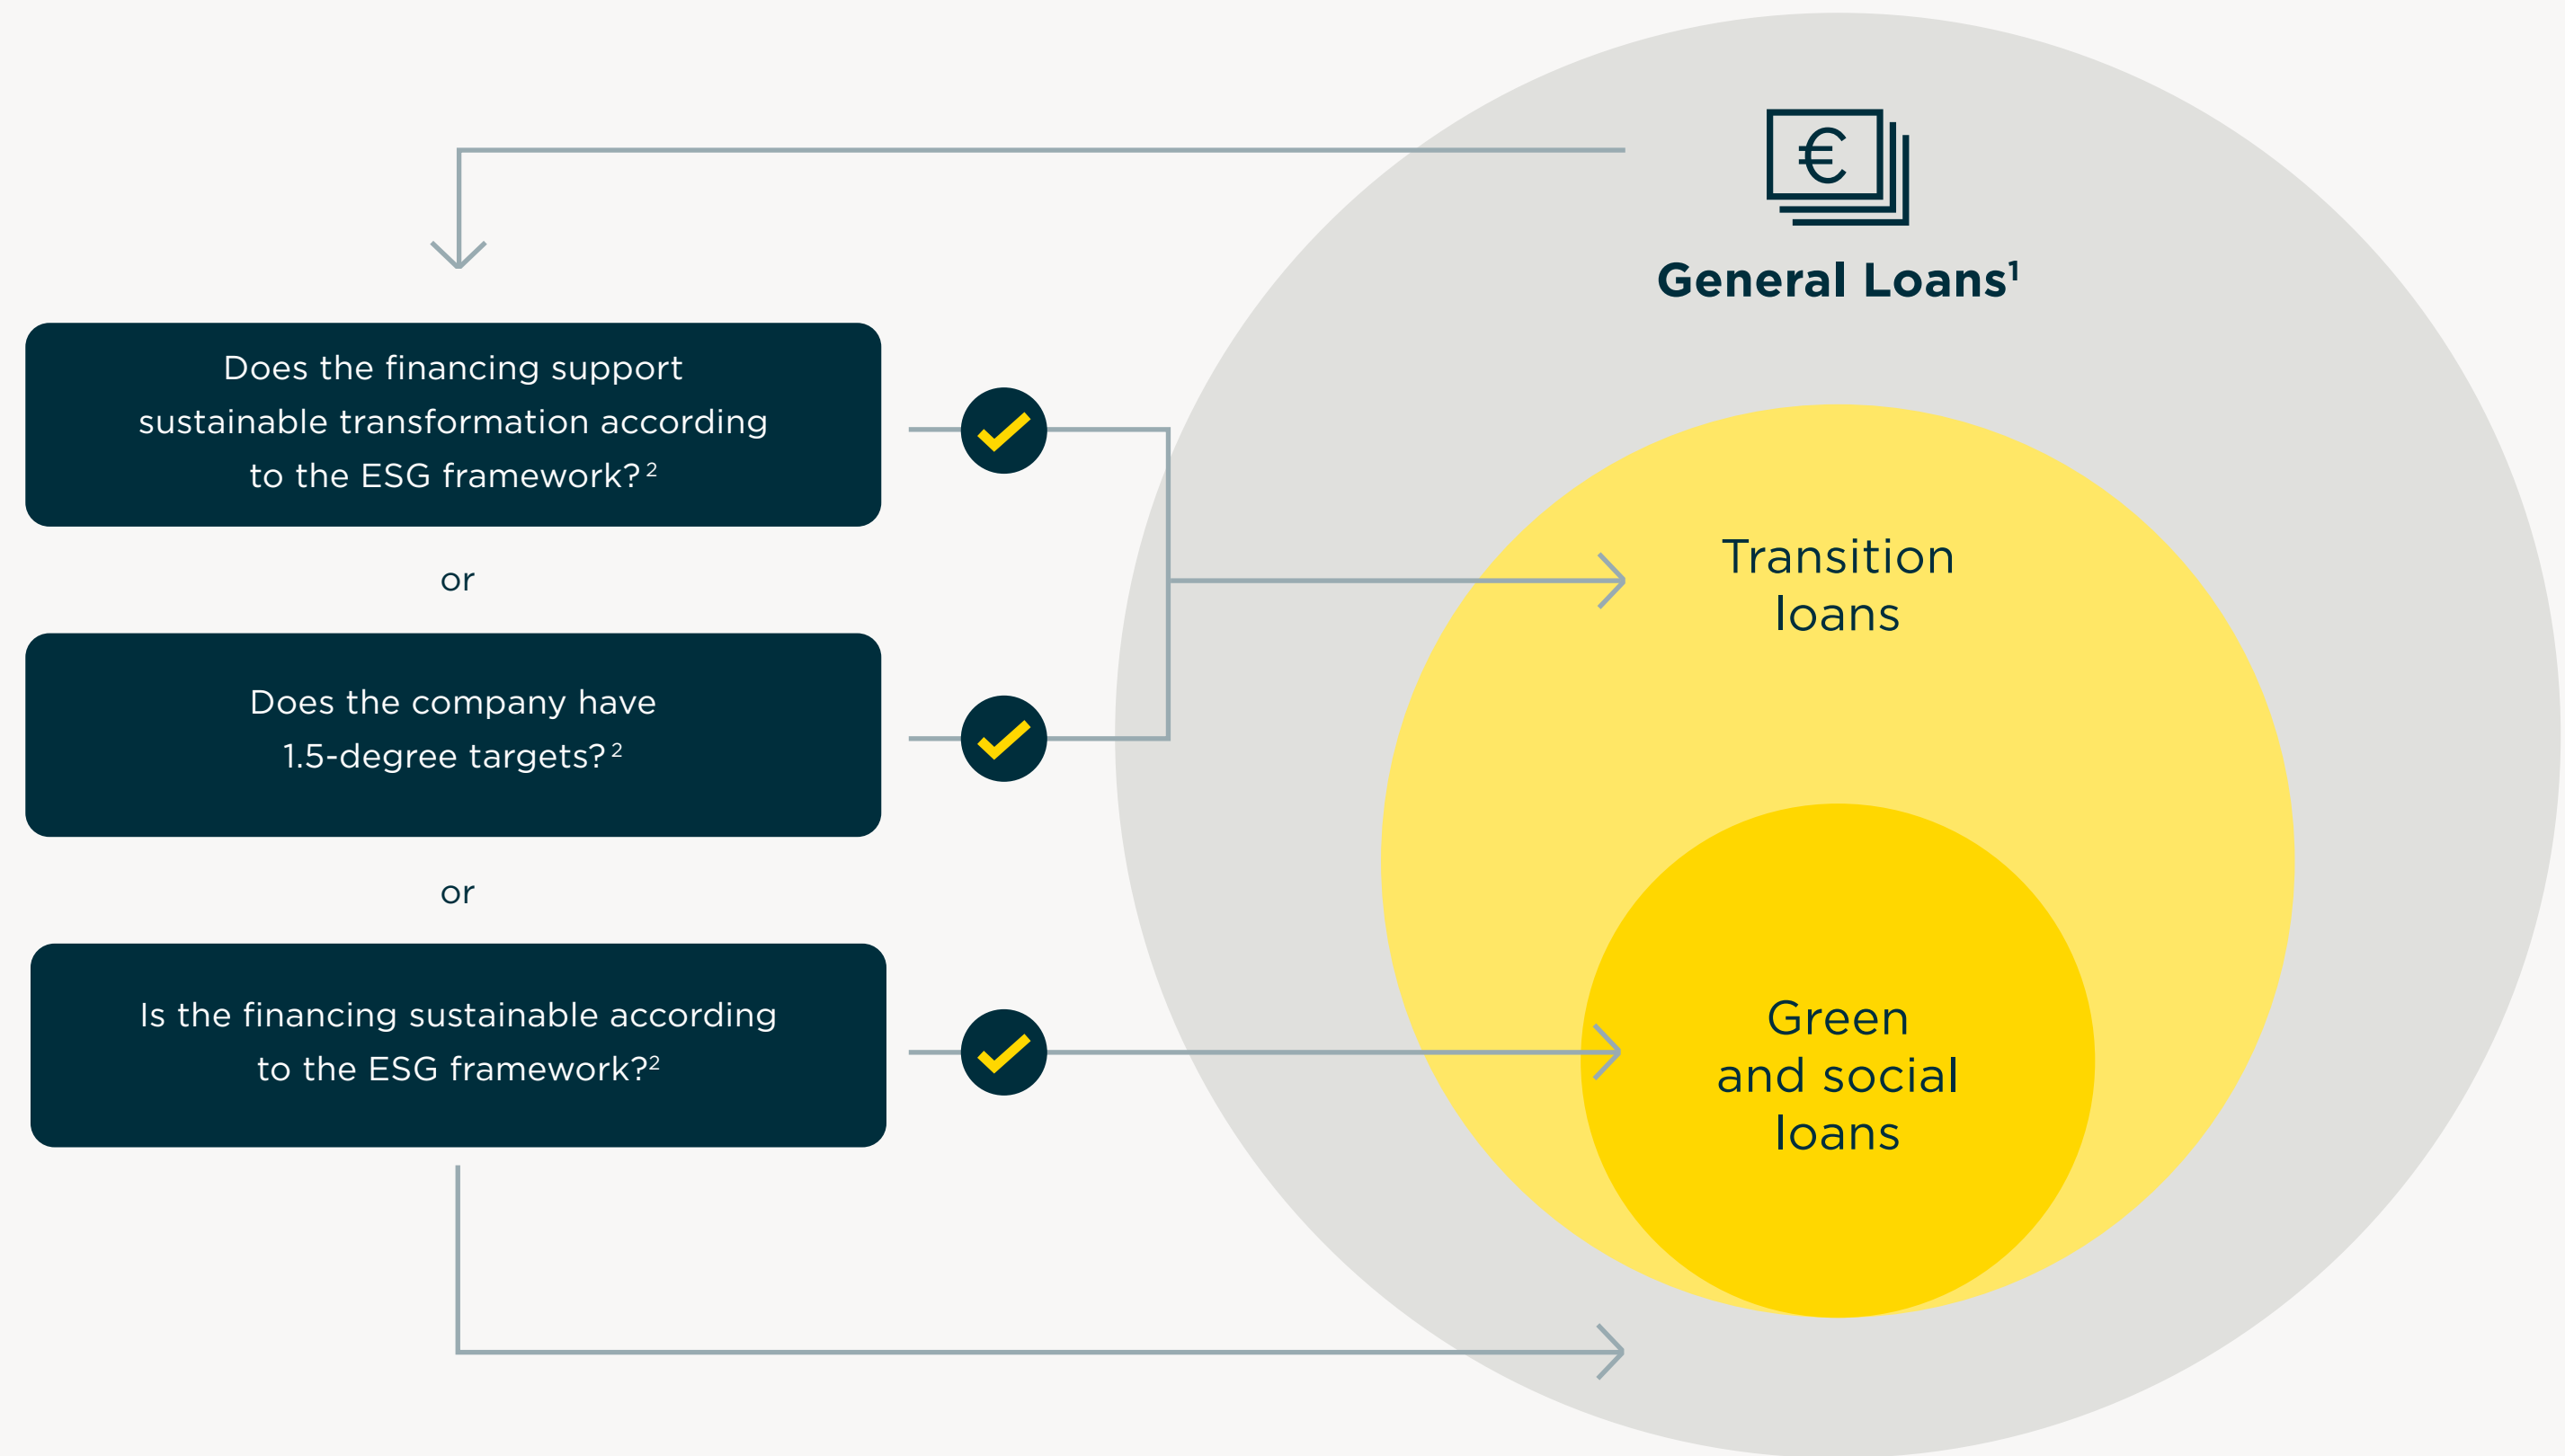 €
General Loans¹
Does the financing support
sustainable transformation according
to the ESG framework?²
or
Does the company have
1.5-degree targets?²
or
Is the financing sustainable according
to the ESG framework?²
Transition
loans
Green
and social
loans